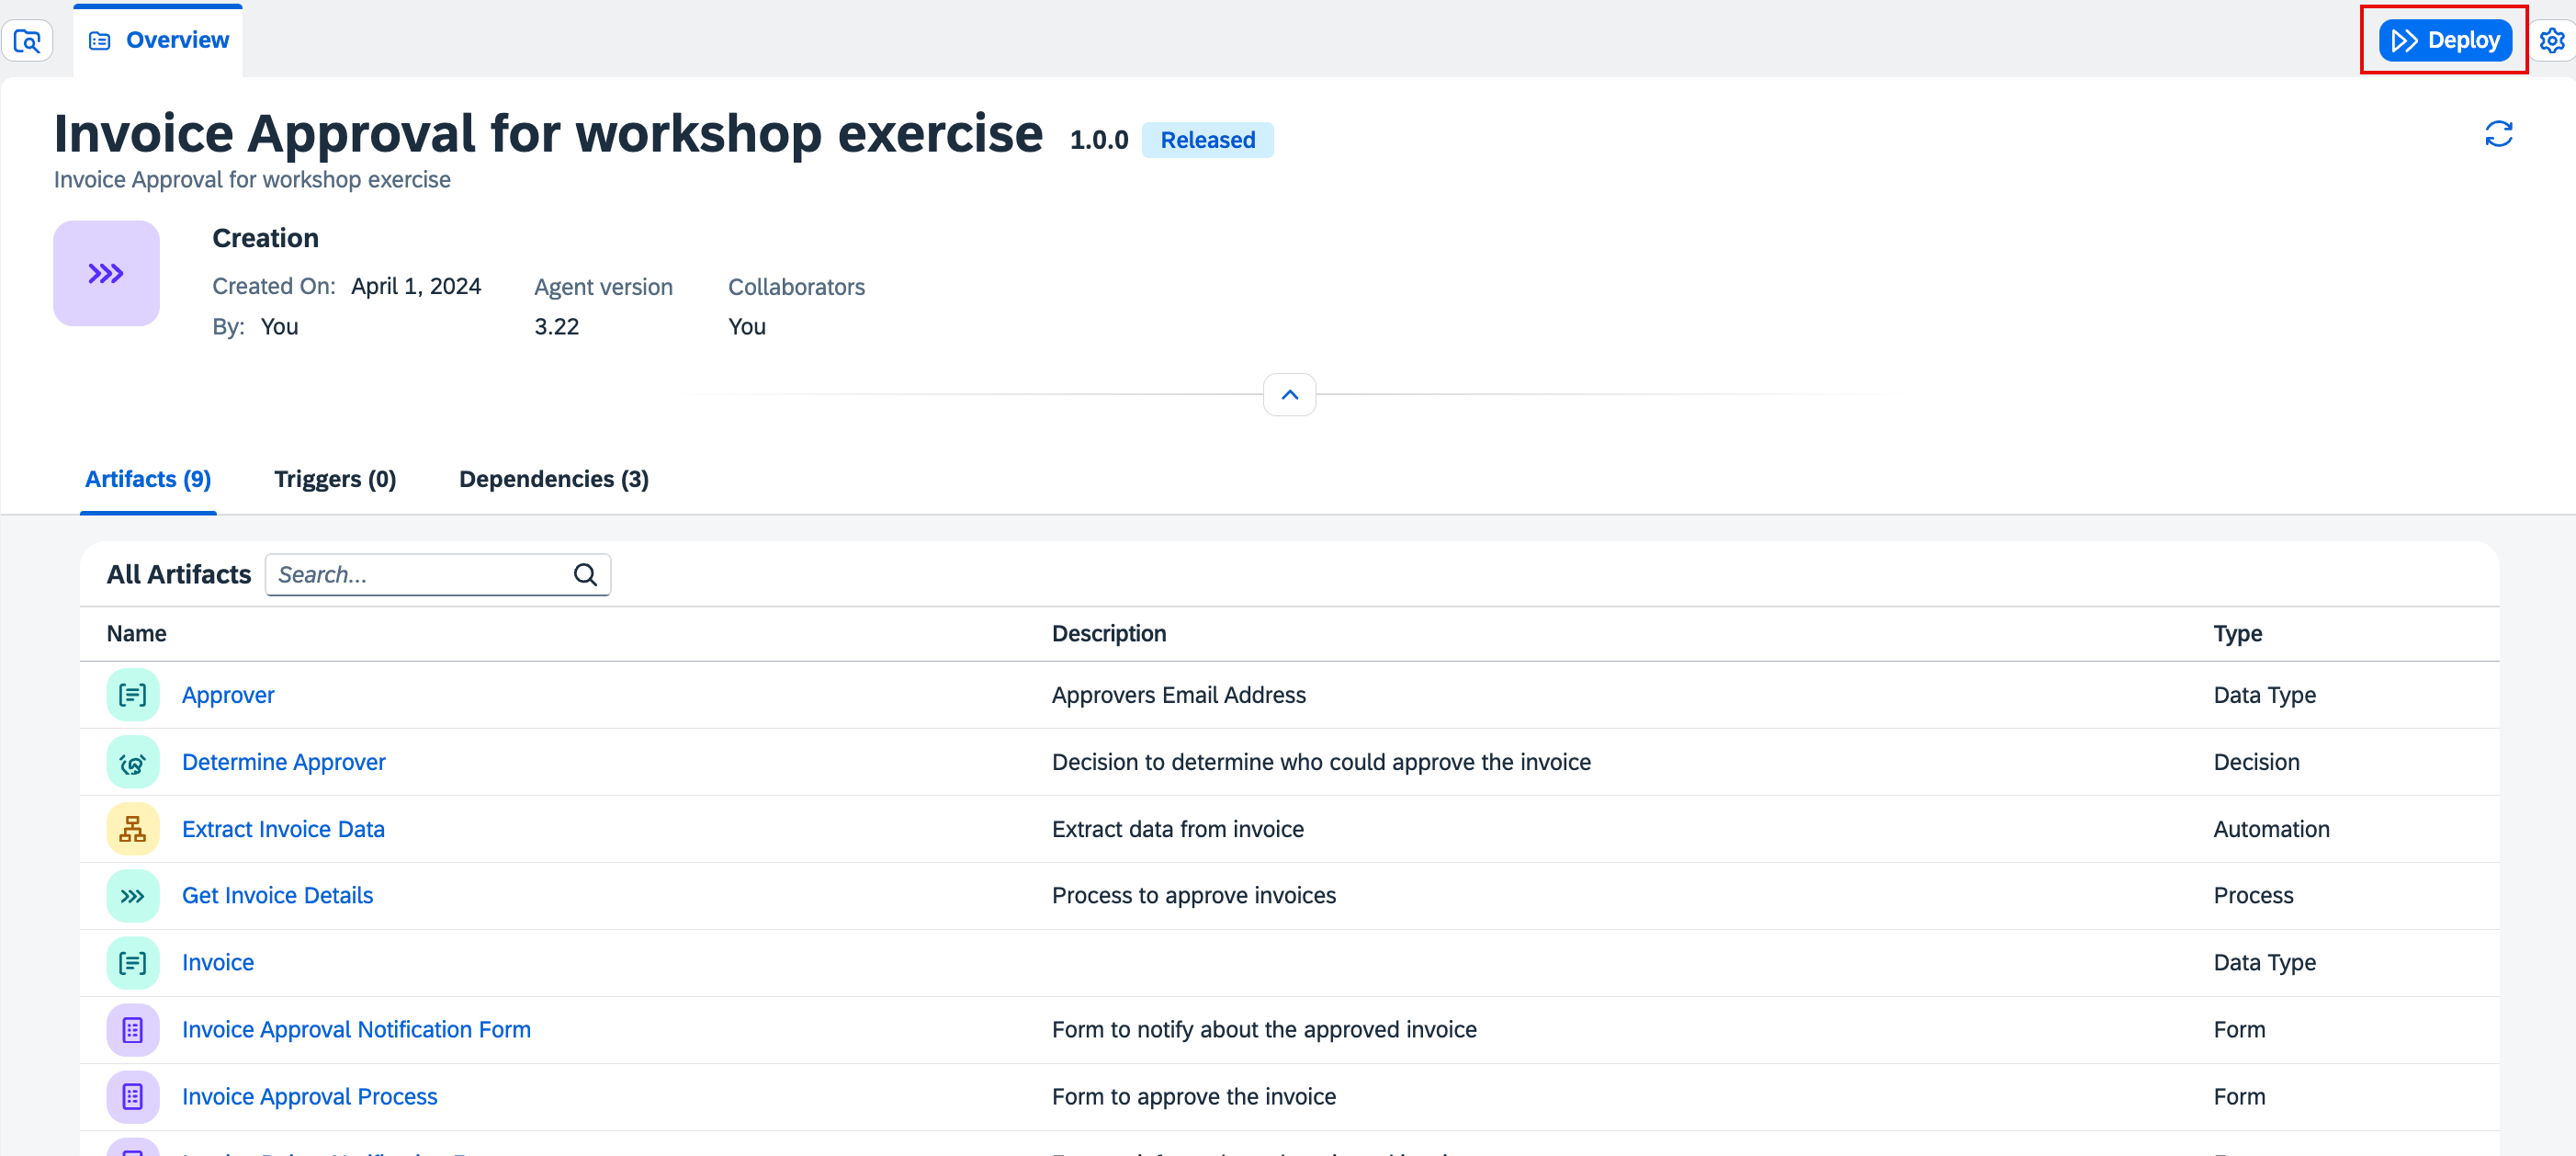 Overview
Deploy
Invoice Approval for workshop exercise 1.0.0 Released
Invoice Approval for workshop exercise
Creation
Created On: April 1, 2024 Agent version Collaborators
By: You 3.22 You
Artifacts (9) Triggers (0) Dependencies (3)
All Artifacts Search...
Name Description Type
Approver Approvers Email Address Data Type
Determine Approver Decision to determine who could approve the invoice Decision
Extract Invoice Data Extract data from invoice Automation
Get Invoice Details Process to approve invoices Process
Invoice Data Type
Invoice Approval Notification Form Form to notify about the approved invoice Form
Invoice Approval Process Form to approve the invoice Form